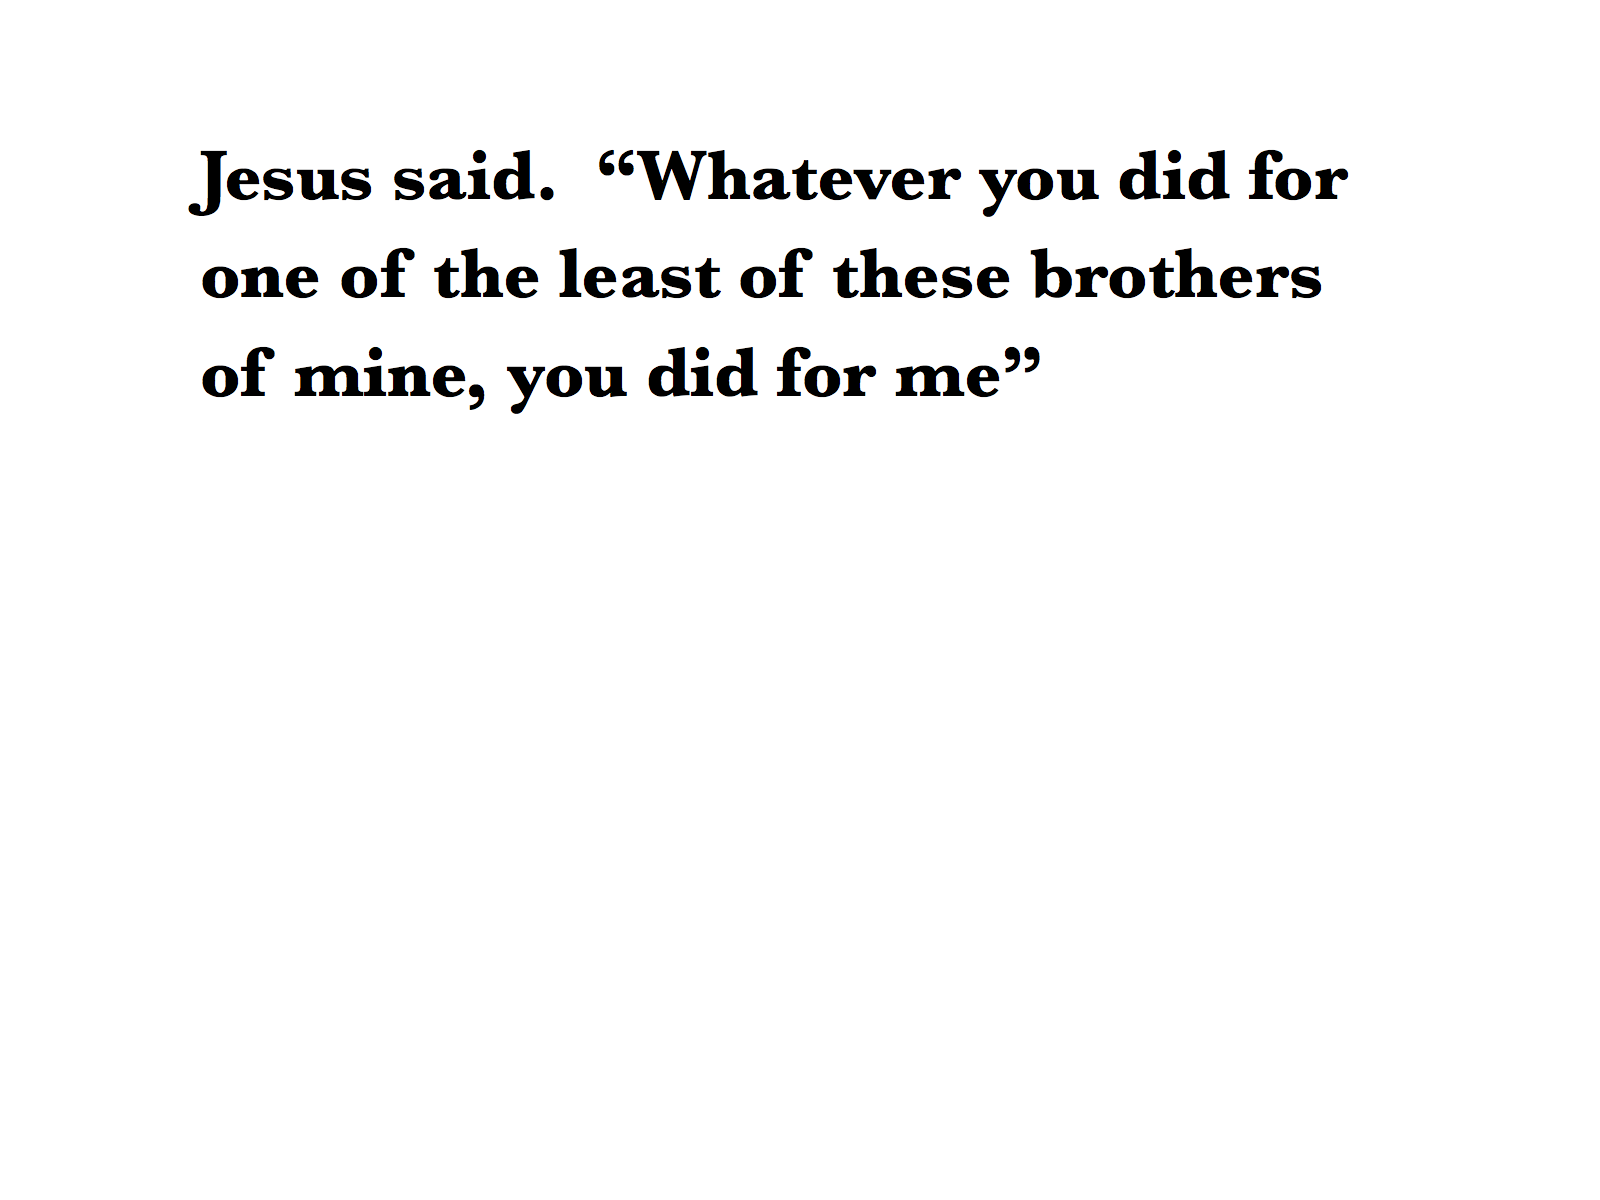 Jesus said.  “Whatever you did for
one of the least of these brothers
of mine, you did for me”